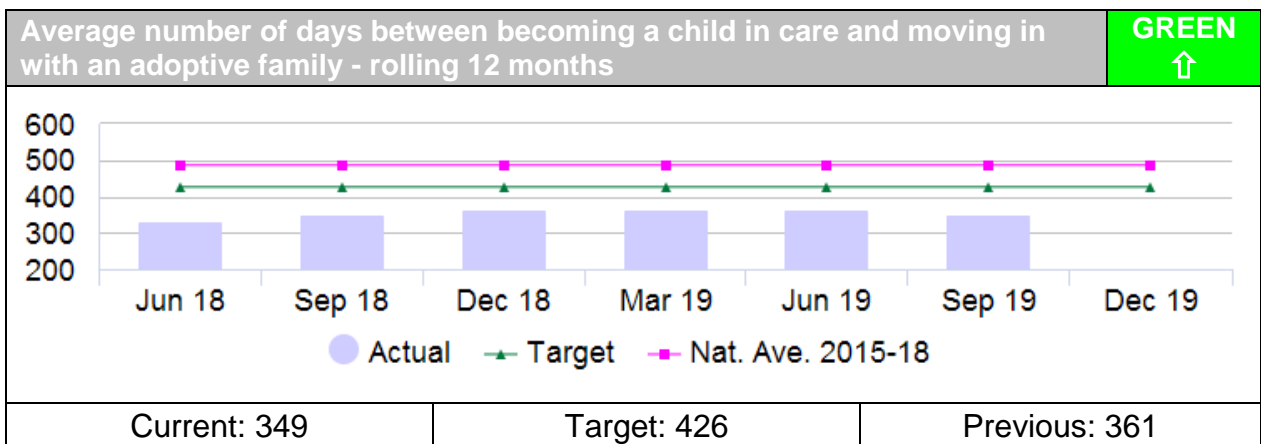 Average number of days between becoming a child in care and moving in
with an adoptive family - rolling 12 months
GREEN
⇧
600
500
400
300
200
Jun 18 Sep 18 Dec 18 Mar 19 Jun 19 Sep 19 Dec 19
Actual Target Nat. Ave. 2015-18
Current: 349 Target: 426 Previous: 361